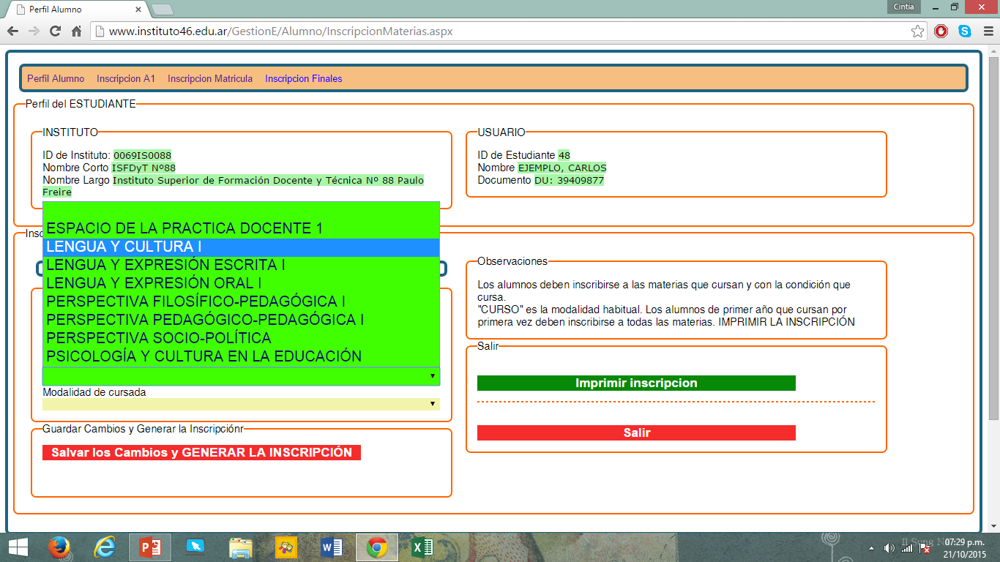 Perfil Alumno
Cintia
www.instituto46.edu.ar/GestionE/Alumno/InscripcionMaterias.aspx
Perfil Alumno Inscripcion A1 Inscripcion Matricula Inscripcion Finales
Perfil del ESTUDIANTE
INSTITUTO
ID de Instituto: 0069IS0088
Nombre Corto ISFDyT Nº88
Nombre Largo Instituto Superior de Formación Docente y Técnica Nº 88 Paulo
Freire
USUARIO
ID de Estudiante 48
Nombre EJEMPLO, CARLOS
Documento DU: 39409877
ESPACIO DE LA PRACTICA DOCENTE 1
LENGUA Y CULTURA I
LENGUA Y EXPRESIÓN ESCRITA I
LENGUA Y EXPRESIÓN ORAL I
PERSPECTIVA FILOSÍFICO-PEDAGÓGICA I
PERSPECTIVA PEDAGÓGICO-PEDAGÓGICA I
PERSPECTIVA SOCIO-POLÍTICA
PSICOLOGÍA Y CULTURA EN LA EDUCACIÓN
Modalidad de cursada
Guardar Cambios y Generar la Inscripciónr
Salvar los Cambios y GENERAR LA INSCRIPCIÓN
Observaciones
Los alumnos deben inscribirse a las materias que cursan y con la condición que
cursa.
"CURSO" es la modalidad habitual. Los alumnos de primer año que cursan por
primera vez deben inscribirse a todas las materias. IMPRIMIR LA INSCRIPCIÓN
Salir
Imprimir inscripcion
Salir
07:29 p.m.
21/10/2015